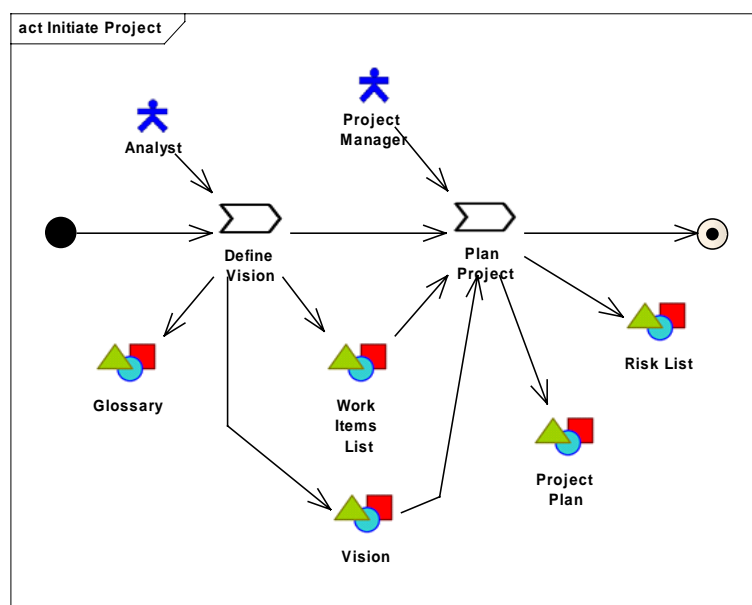 act Initiate Project
Analyst
Project
Manager
Define
Vision
Plan
Project
Glossary
Work
Items
List
Risk List
Project
Plan
Vision